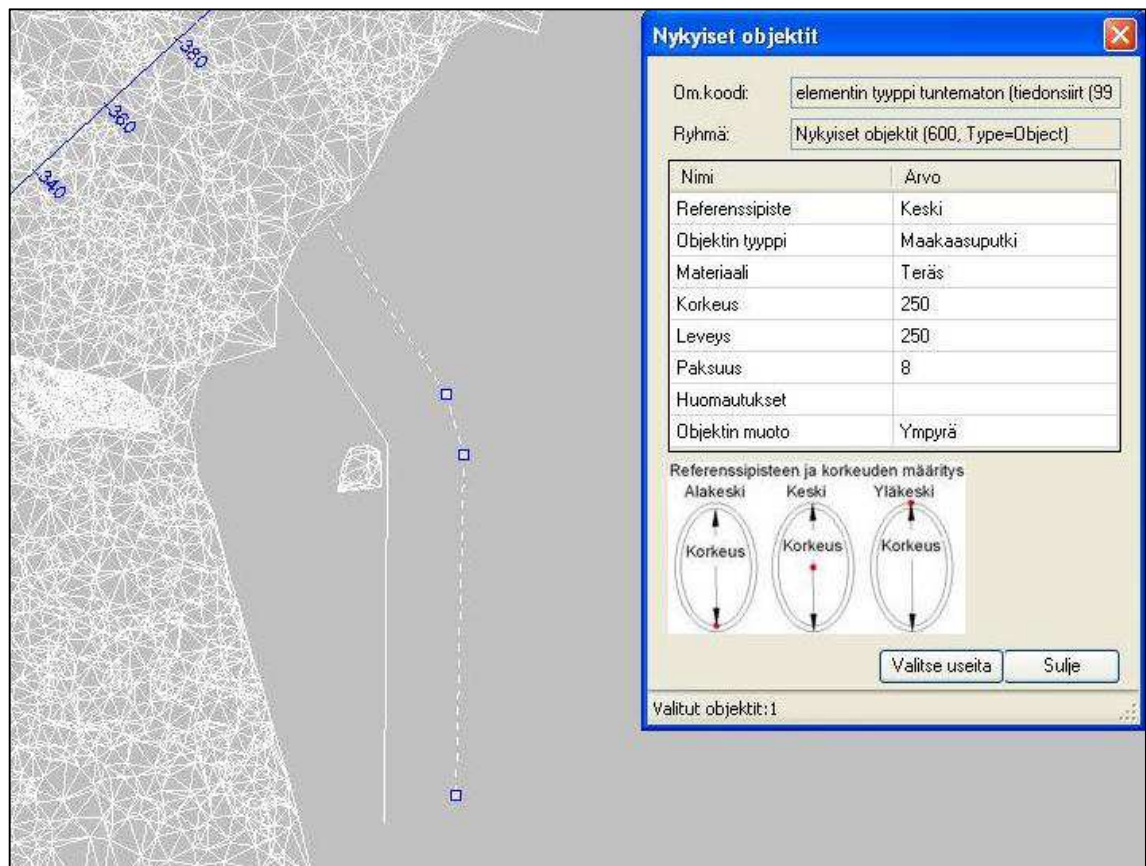 380
360
340
Nykyiset objektit
Om.koodi: elementin tyyppi tuntematon (tiedonsiirt (99
Ryhmä: Nykyiset objektit (600, Type=Object)
Nimi Arvo
Referenssipiste Keski
Objektin tyyppi Maakaasuputki
Materiaali Teräs
Korkeus 250
Leveys 250
Paksuus 8
Huomautukset
Objektin muoto Ympyrä
Referenssipisteen ja korkeuden määritys
Alakeski Keski Yläkeski
Korkeus Korkeus Korkeus
Valitse useita Sulje
Valitut objektit:1